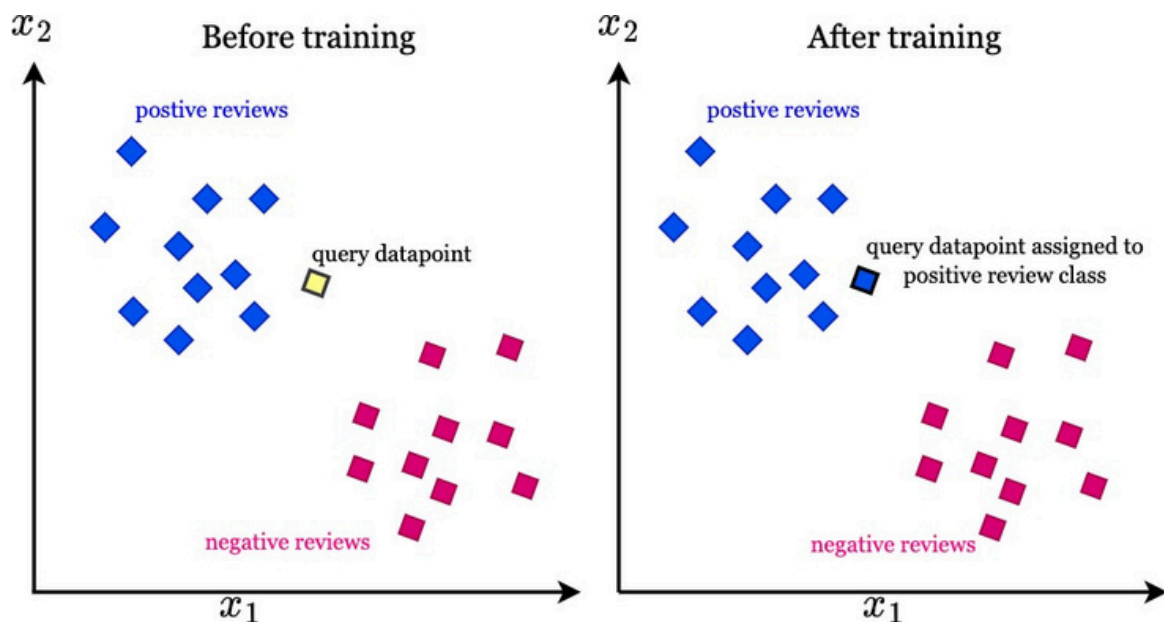 x₂
Before training
postive reviews
query datapoint
negative reviews
x₁
x₂
After training
postive reviews
query datapoint assigned to
positive review class
negative reviews
x₁